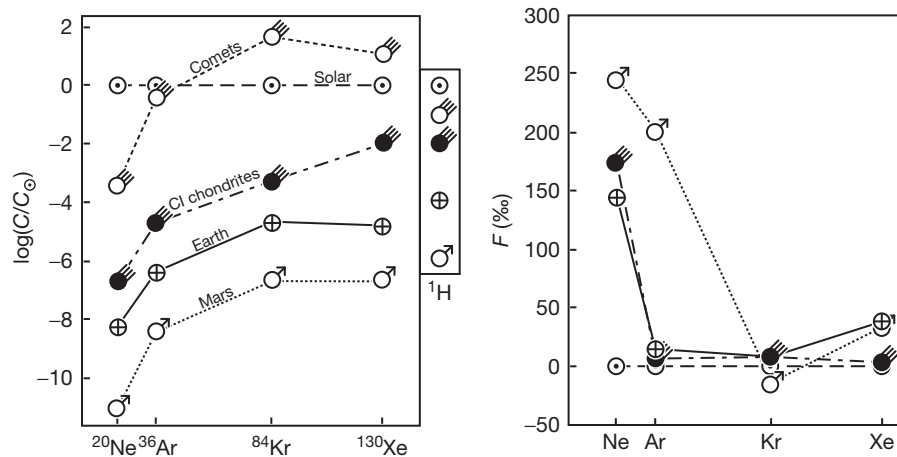 2
0
−2
−4
−6
−8
−10
log(C/C☉)
Comets
Solar
CI chondrites
Earth
Mars
¹H
²⁰Ne ³⁶Ar ⁸⁴Kr ¹³⁰Xe
300
250
200
150
100
50
0
−50
F (‰)
Ne Ar Kr Xe